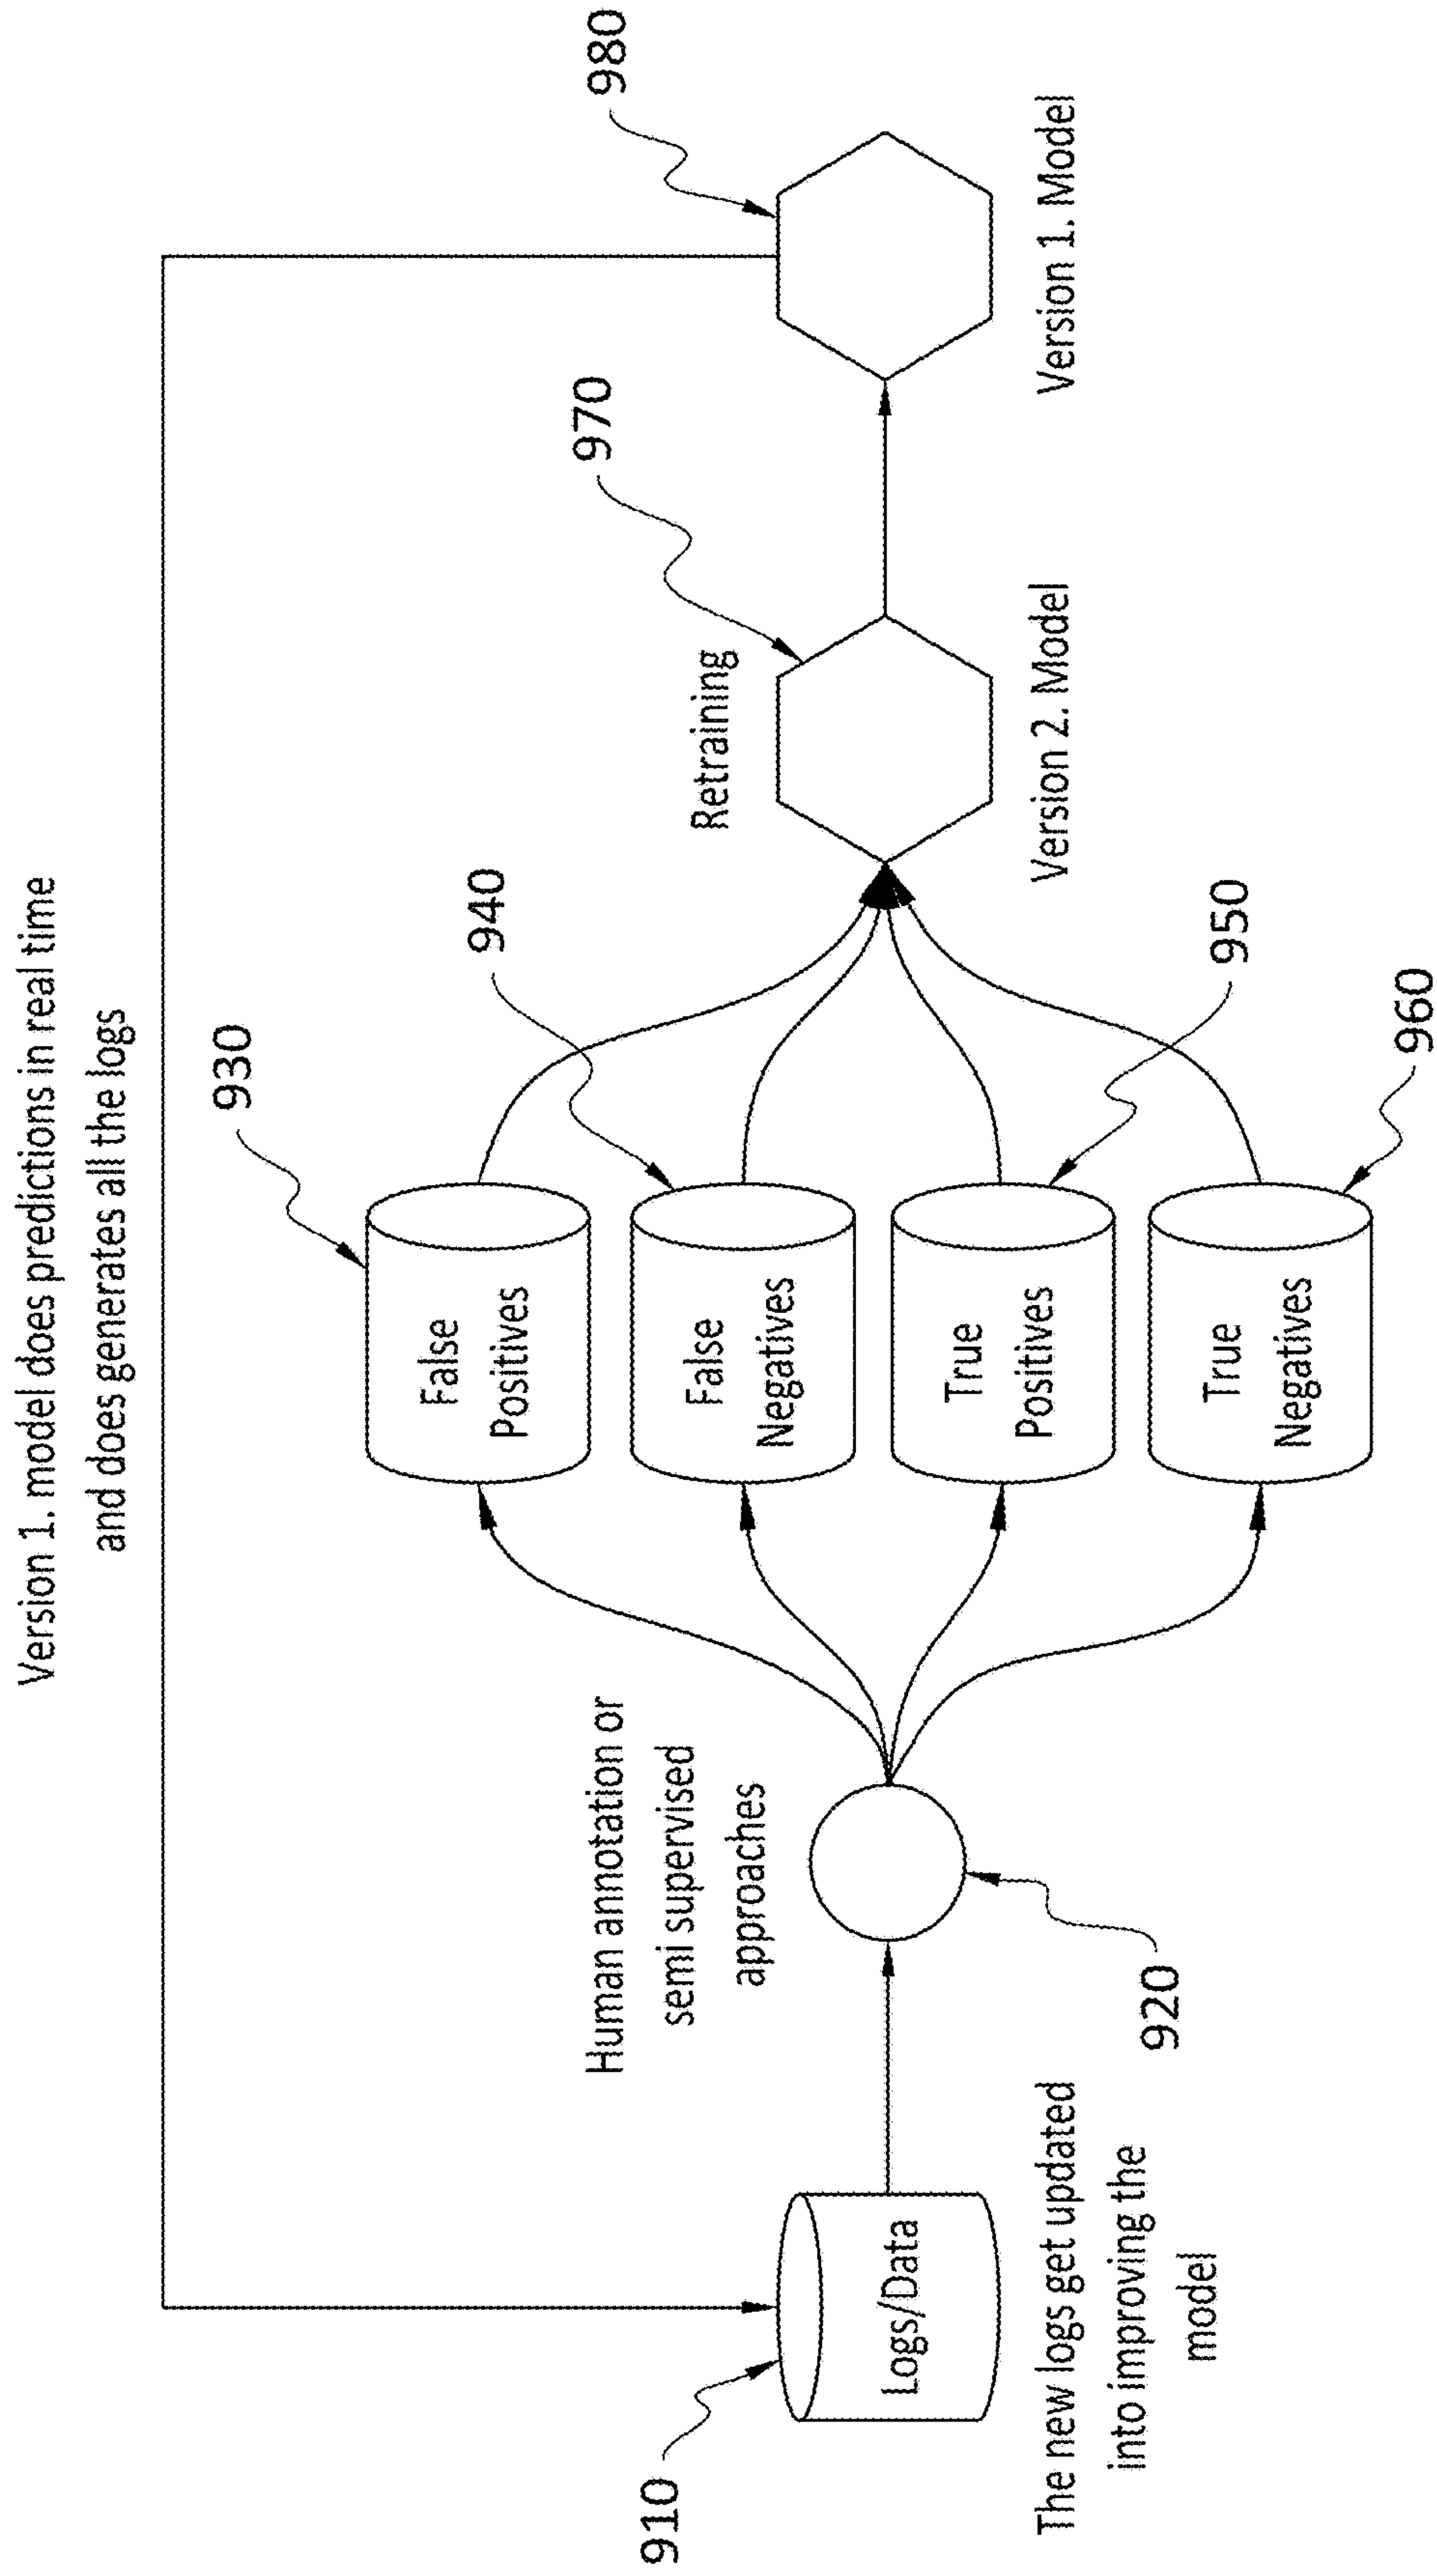 Version 1. model does predictions in real time
and does generates all the logs
910
Logs/Data
The new logs get updated
into improving the
model
Human annotation or
semi supervised
approaches
920
930
False
Positives
940
False
Negatives
950
True
Positives
960
True
Negatives
970
Retraining
Version 2. Model
980
Version 1. Model